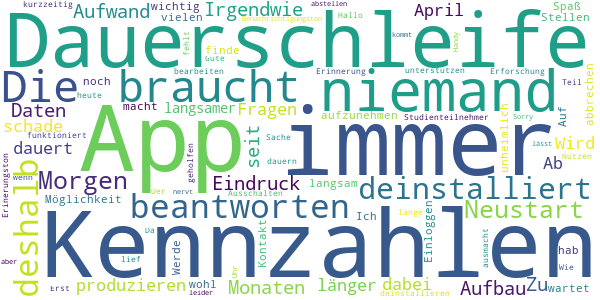 kurzzeitig
abstellen
Aufwand
wichtig
vielen
Irgendwie
Benachrichtigungston
Hallo
April
Spaß
Stellen
Dauerschleife
fehlt
finde
Gute
kommt
Handy
bearbeiten
Erinnerung
unterstützen
Erforschung
Teil
abbrechen
Die
braucht
noch
heute
niemand
Daten
macht
langsamer
Fragen
aufzunehmen
Studienteilnehmer
Auf
schade
funktioniert
App
immer
seit
Sache
dauern
unheimlich
Sorry
Wird
lässt
Nutzen
dauert
geholfen
Ab
Erinerungston
wenn
Morgen
Der
nervt
Eindruck
langsam
deinstalliert
Möglichkeit
Ausschalten
deshalb
beantworten
Ich
lange
Einloggen
Neustart
Kennzahlen
Kontakt
aber
Da
lief
Werde
Uhr
ausmacht
hab
Wie
Erst
produzieren
wohl
leider
Monaten
länger
dabei
deinstallieren
Aufbau
Zu
wartet